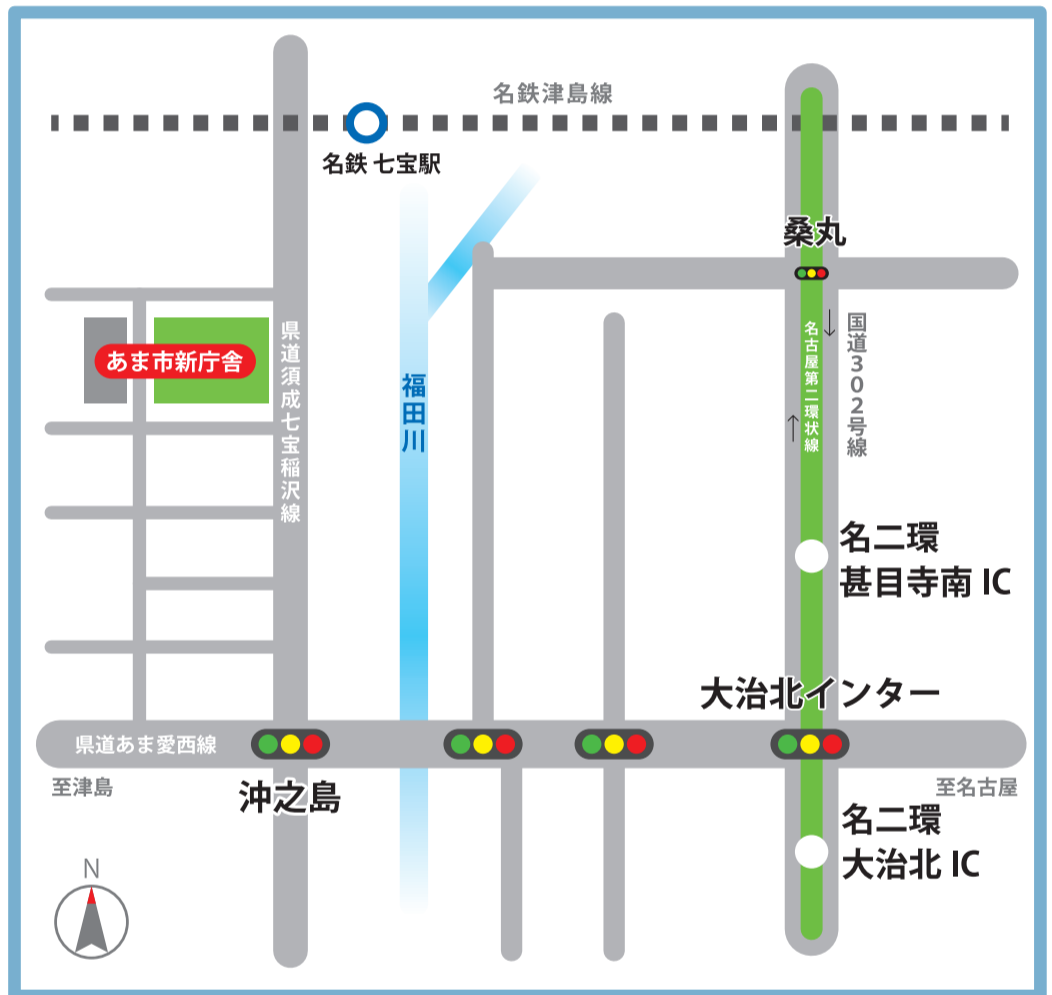 名鉄津島線
名鉄 七宝駅
桑丸
あま市新庁舎
県道須成七宝稲沢線
福田川
名古屋第二環状線
国道302号線
名二環
甚目寺南 IC
大治北インター
県道あま愛西線
至津島
沖之島
至名古屋
名二環
大治北 IC
N